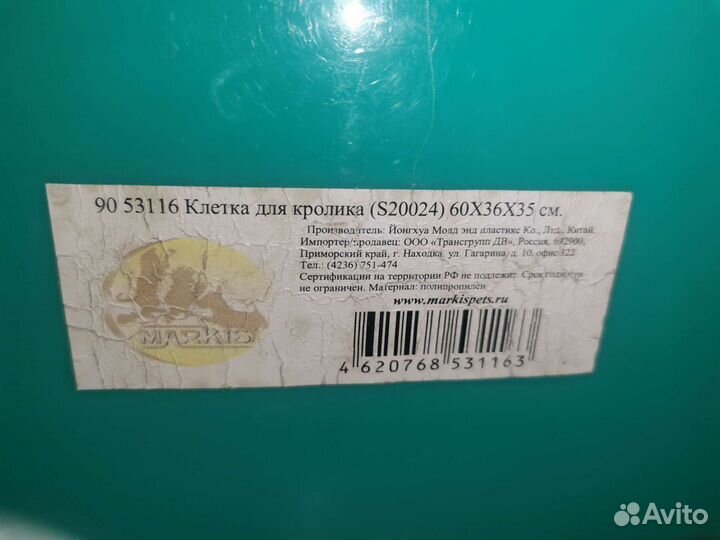 90 53116 Клетка для кролика (S20024) 60X36X35 см.
Производитель: Йонгхуа Молд энд пластикс Ко., Лтд., Китай.
Импортер/продавец: ООО «Трансгрупп ДВ», Россия, 692900,
Приморский край, г. Находка, ул. Гагарина, д. 10, офис 322
Тел.: (4236) 751-474
Сертификации на территрии РФ не подлежит. Срок годности
не ограничен. Материал: полипропилен
www.markispets.ru
MARKIS
4 620768 531163
Avito